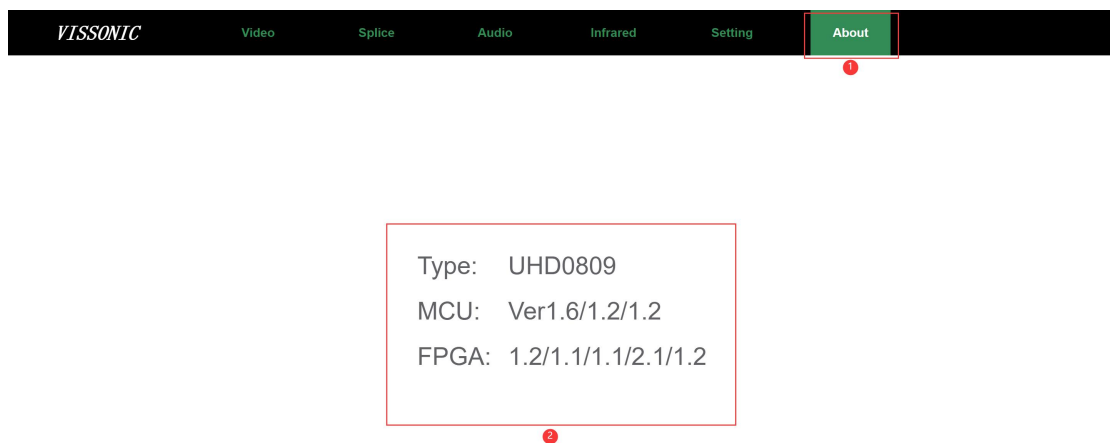 VISSONIC Video Splice Audio Infrared Setting About
1
Type: UHD0809
MCU: Ver1.6/1.2/1.2
FPGA: 1.2/1.1/1.1/2.1/1.2
2